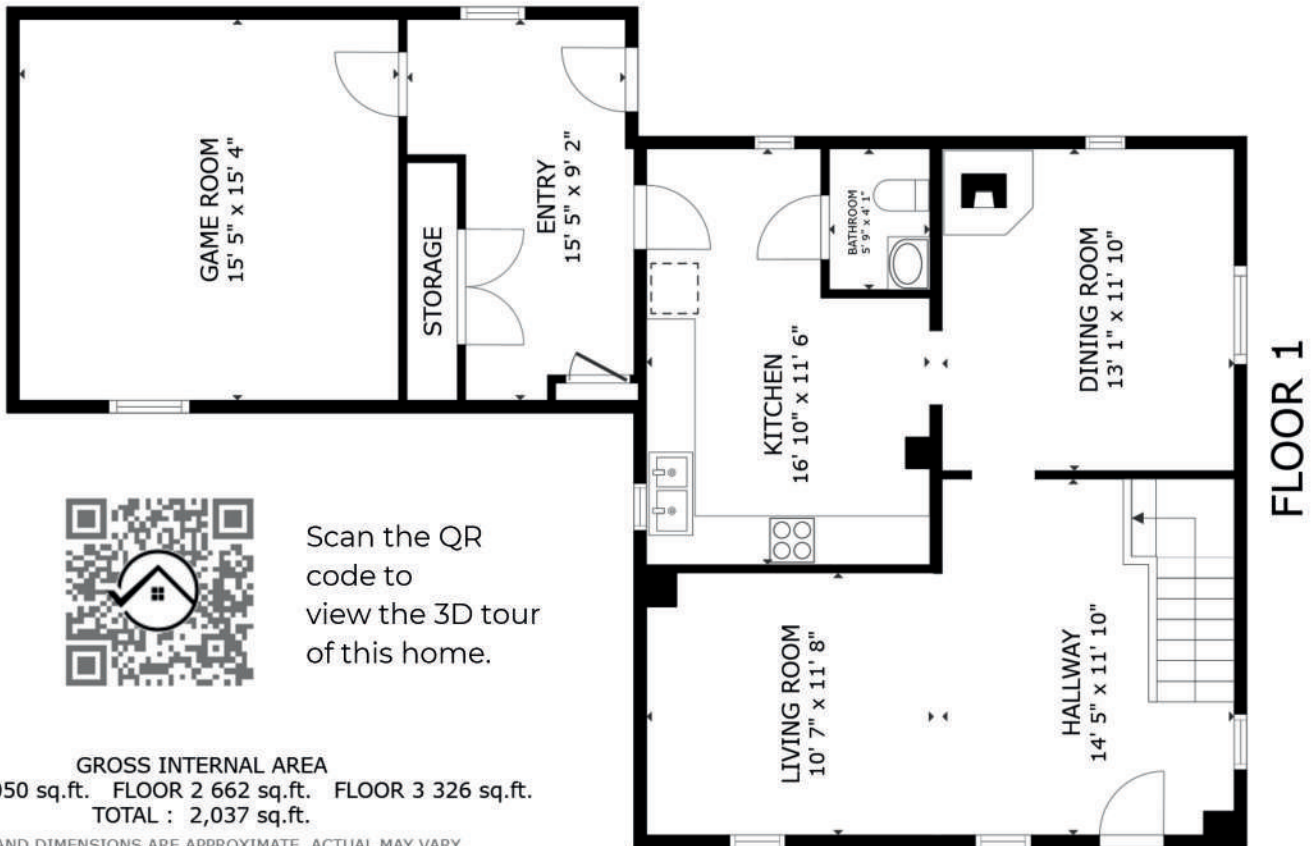 GAME ROOM
15' 5" x 15' 4"
STORAGE
ENTRY
15' 5" x 9' 2"
KITCHEN
16' 10" x 11' 6"
BATHROOM
5' 9" x 4' 1"
DINING ROOM
13' 1" x 11' 10"
FLOOR 1
LIVING ROOM
10' 7" x 11' 8"
HALLWAY
14' 5" x 11' 10"
Scan the QR
code to
view the 3D tour
of this home.
GROSS INTERNAL AREA
050 sq.ft. FLOOR 2 662 sq.ft. FLOOR 3 326 sq.ft.
TOTAL : 2,037 sq.ft.
AND DIMENSIONS ARE APPROXIMATE, ACTUAL MAY VARY